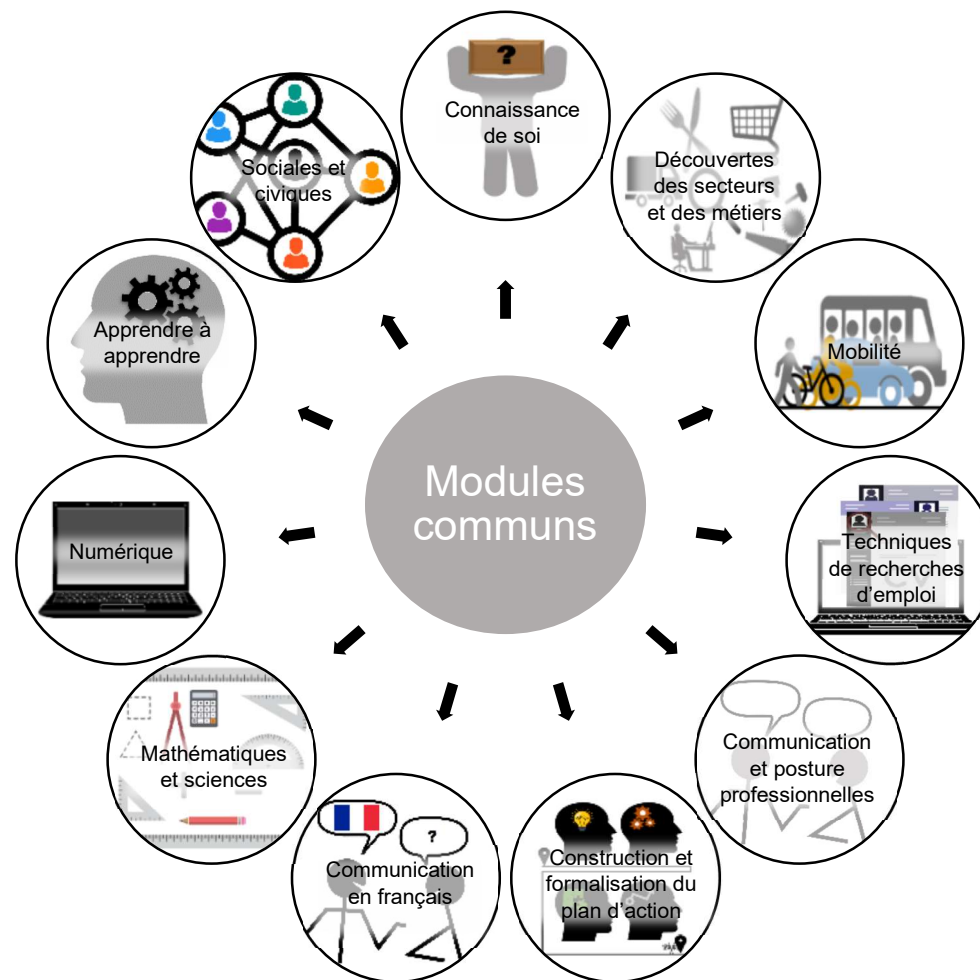 ?
Connaissance
de soi
Découvertes
des secteurs
et des métiers
Mobilité
Techniques
de recherches
d’emploi
CV
Communication
et posture
professionnelles
Construction et
formalisation du
plan d’action
?
Communication
en français
Mathématiques
et sciences
Numérique
Apprendre à
apprendre
Sociales et
civiques
Modules
communs